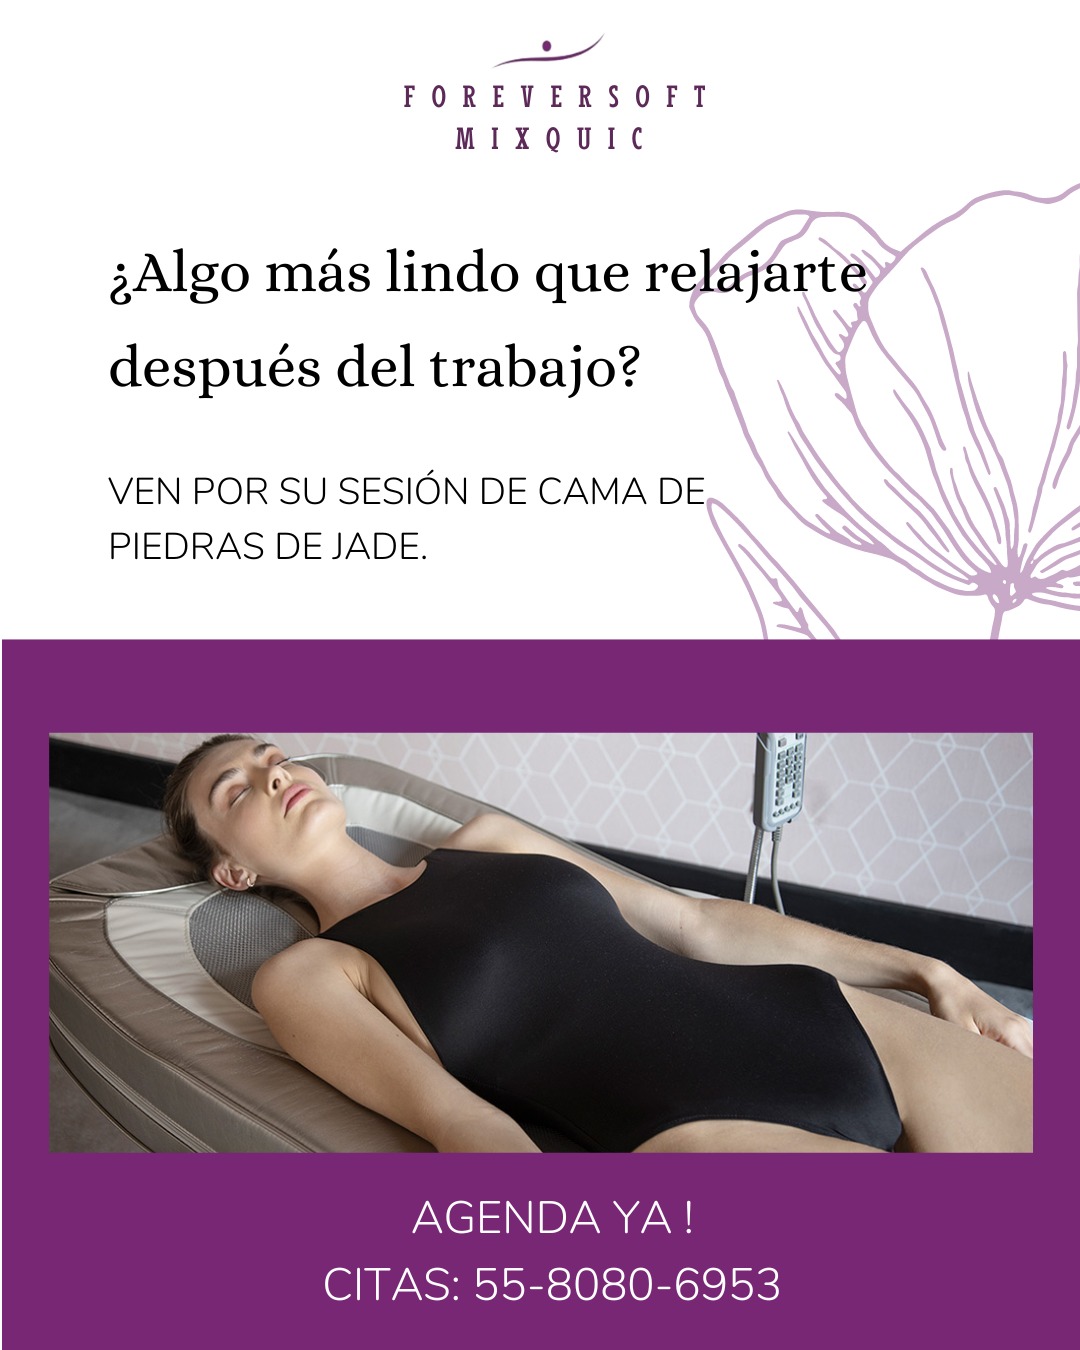 FOREVERSOFT
MIXQUIC
¿Algo más lindo que relajarte
después del trabajo?
VEN POR SU SESIÓN DE CAMA DE
PIEDRAS DE JADE.
AGENDA YA !
CITAS: 55-8080-6953